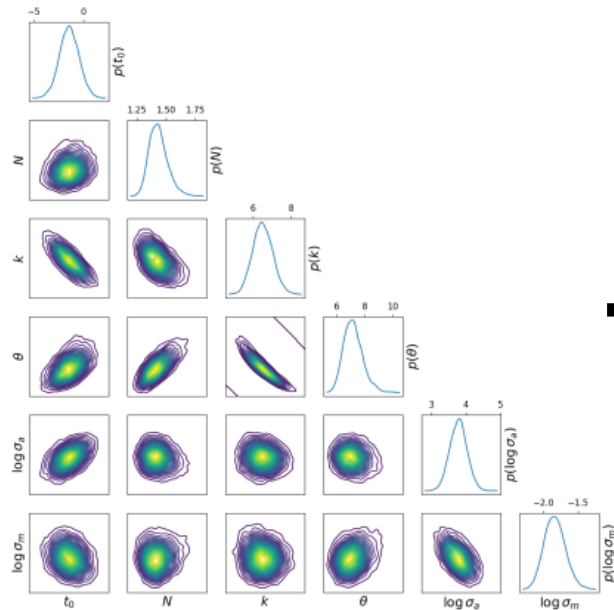 −5 0
p(t₀)
1.25 1.50 1.75
N
p(N)
6 8
k
p(k)
6 8 10
θ
p(θ)
3 4 5
log σₐ
p(log σₐ)
−2.0 −1.5
log σₘ
p(log σₘ)
t₀ N k θ log σₐ log σₘ